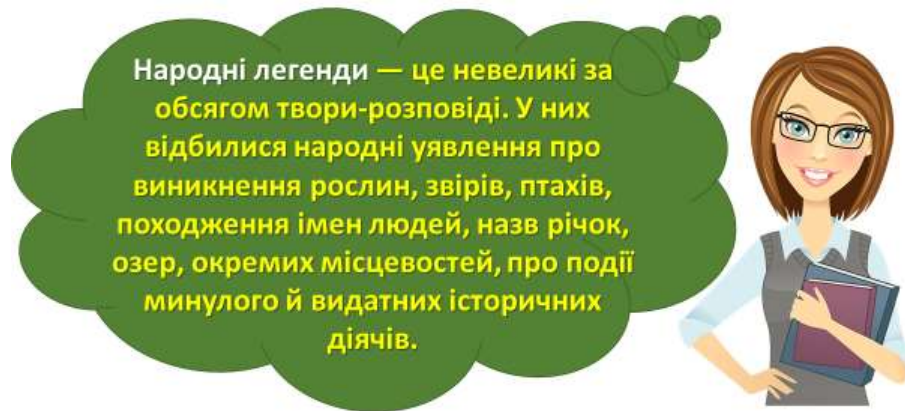 Народні легенди — це невеликі за
обсягом твори-розповіді. У них
відбилися народні уявлення про
виникнення рослин, звірів, птахів,
походження імен людей, назв річок,
озер, окремих місцевостей, про події
минулого й видатних історичних
діячів.